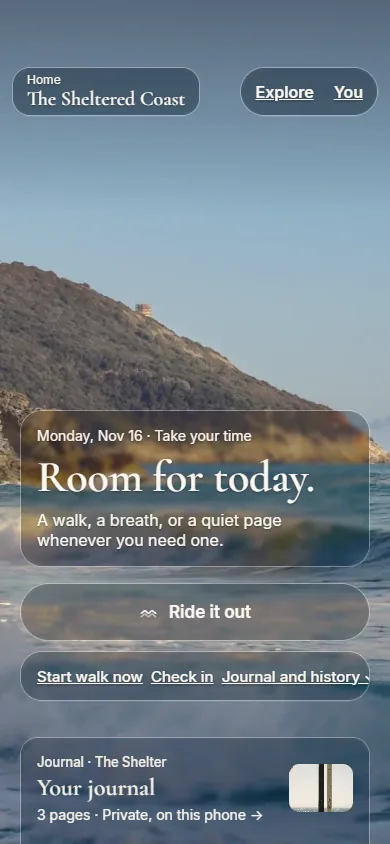 Home
The Sheltered Coast
Explore You
Monday, Nov 16 · Take your time
Room for today.
A walk, a breath, or a quiet page
whenever you need one.
Ride it out
Start walk now Check in Journal and history
Journal · The Shelter
Your journal
3 pages · Private, on this phone →